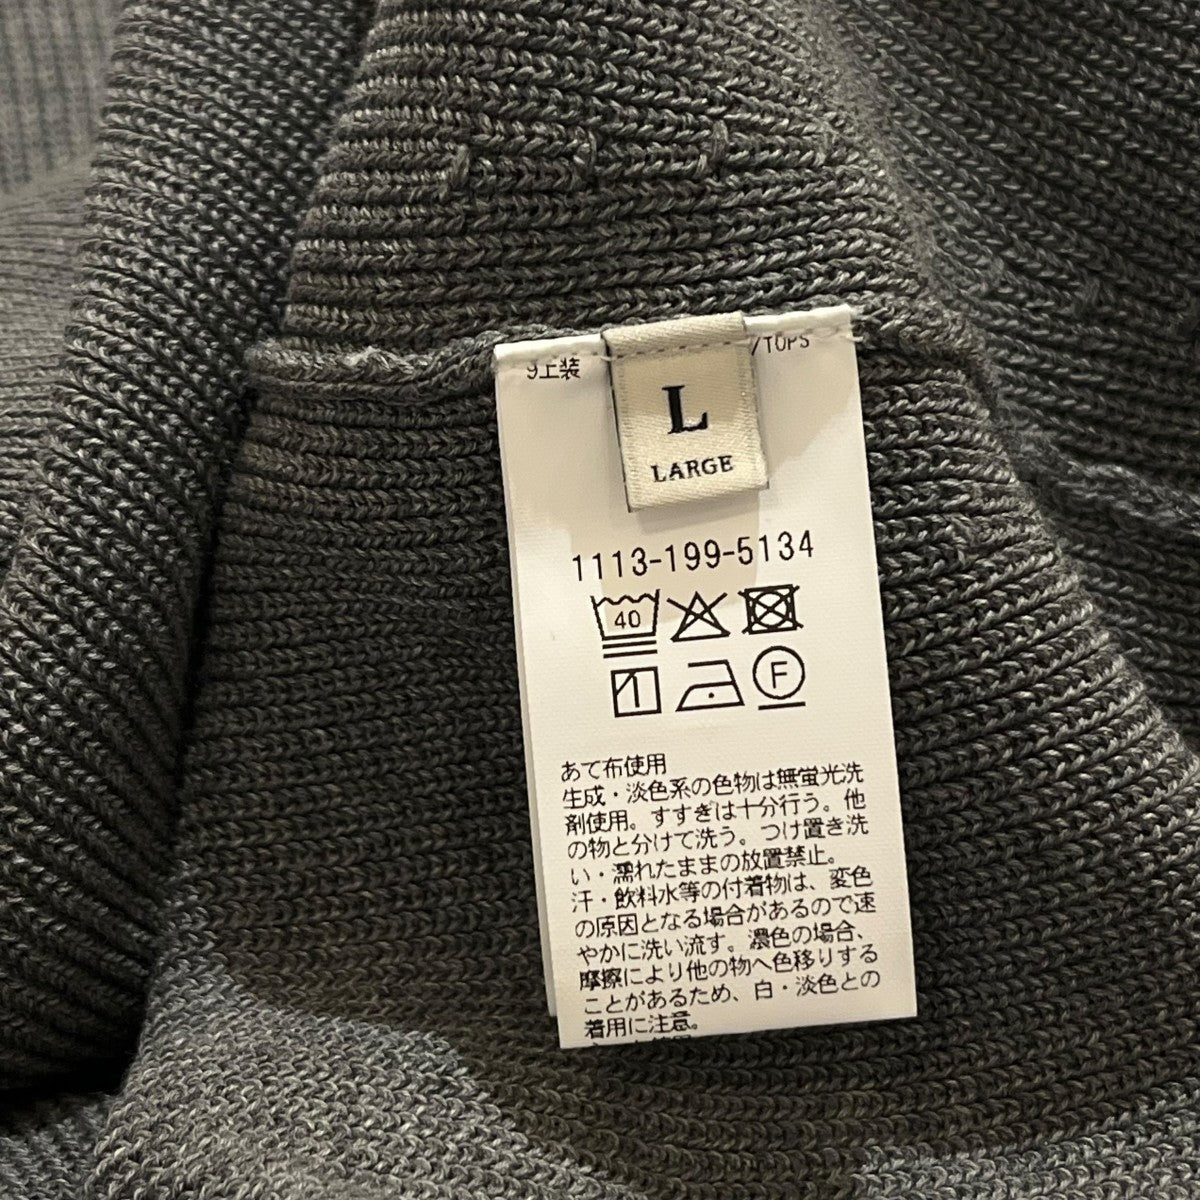 9上装
/TOPS
L
LARGE
1113-199-5134
40
F
あて布使用
生成・淡色系の色物は無蛍光洗
剤使用。すすぎは十分行う。他
の物と分けて洗う。つけ置き洗
い・濡れたままの放置禁止。
汗・飲料水等の付着物は、変色
の原因となる場合があるので速
やかに洗い流す。濃色の場合、
摩擦により他の物へ色移りする
ことがあるため、白・淡色との
着用に注意。